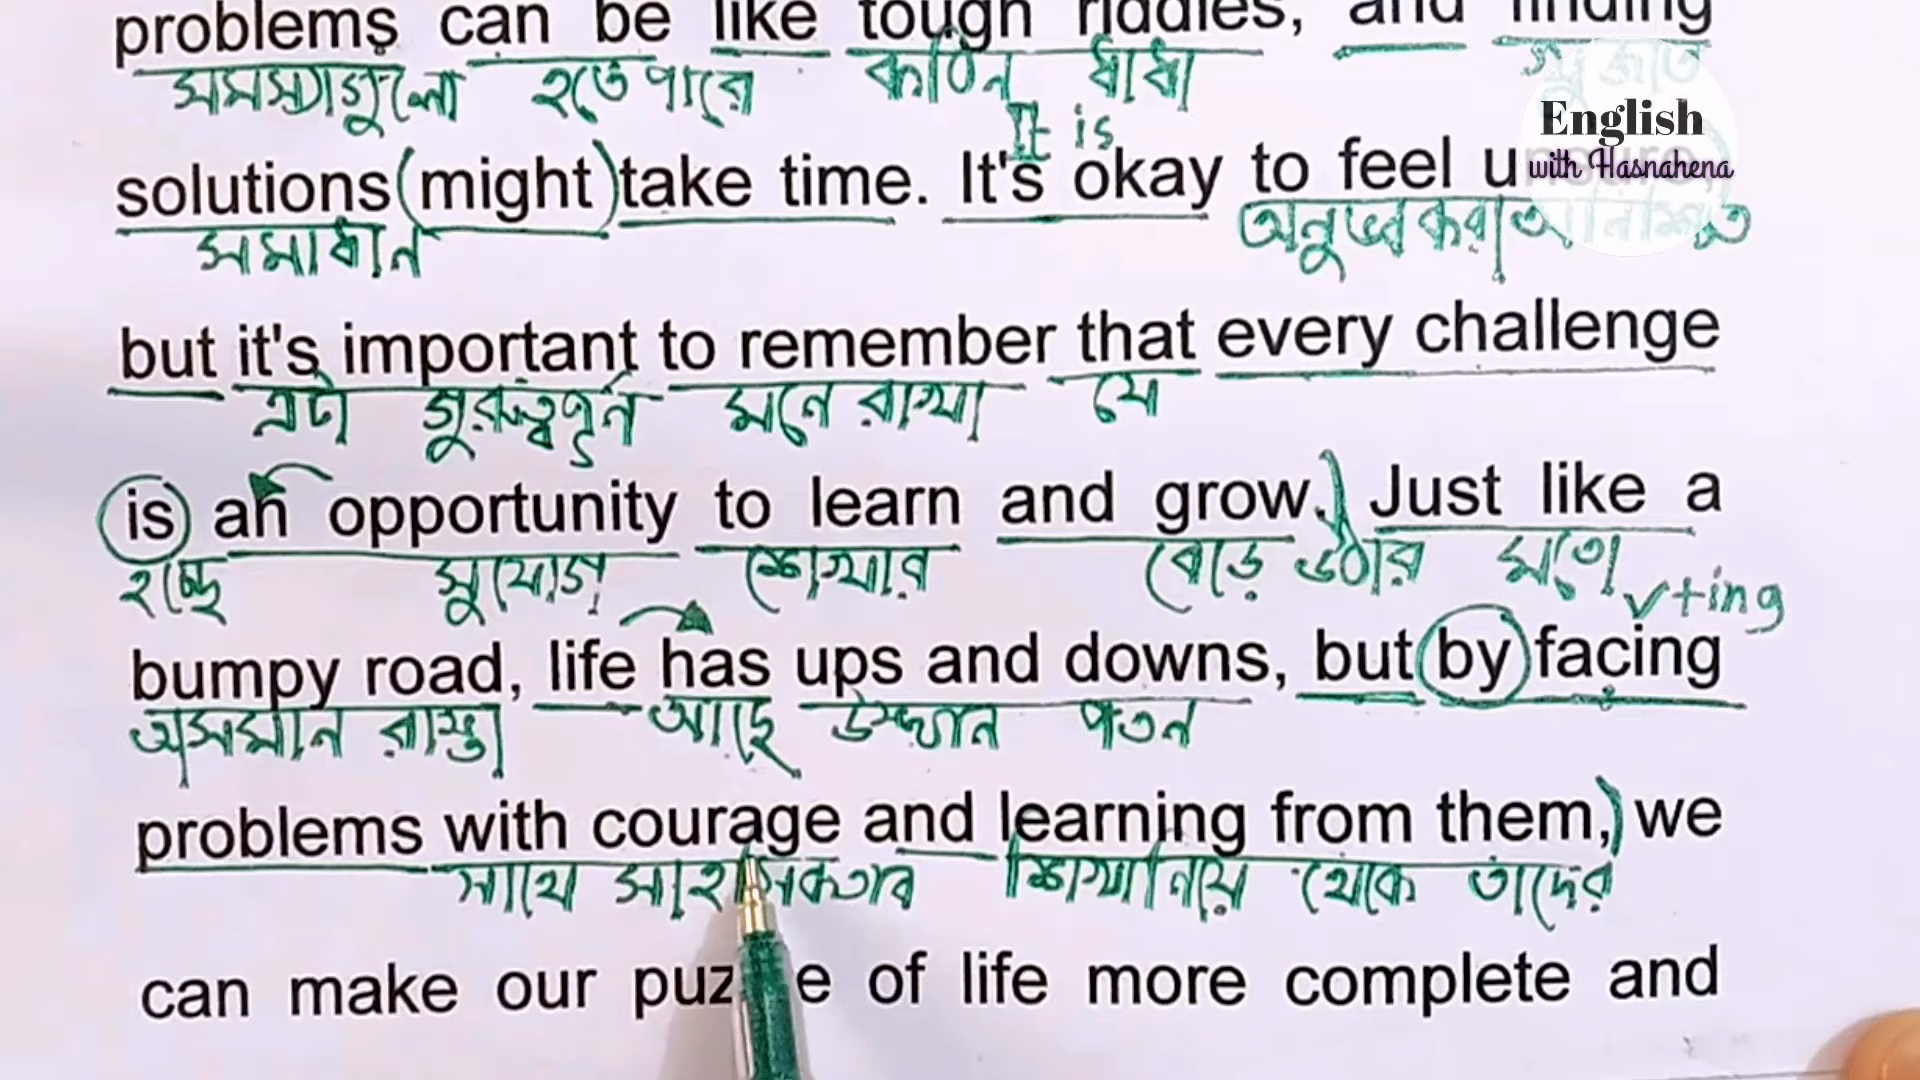 problems can be like tough riddles, and finding
সমস্যাগুলো হতে পারে কঠিন ধাঁধা
It is
English
with Hasnahena
solutions (might) take time. It's okay to feel unsure,
সমাধান অনুভব করা অনিশ্চিত
but it's important to remember that every challenge
এটা গুরুত্বপূর্ন মনে রাখা যে
is an opportunity to learn and grow.) Just like a
হচ্ছে সুযোগ শেখার বেড়ে উঠার মতো
v+ing
bumpy road, life has ups and downs, but by facing
অসমান রাস্তা আছে উত্থান পতন
problems with courage and learning from them,) we
সাথে সাহসিকতার শিক্ষা নিয়ে থেকে তাদের
can make our puzzle of life more complete and